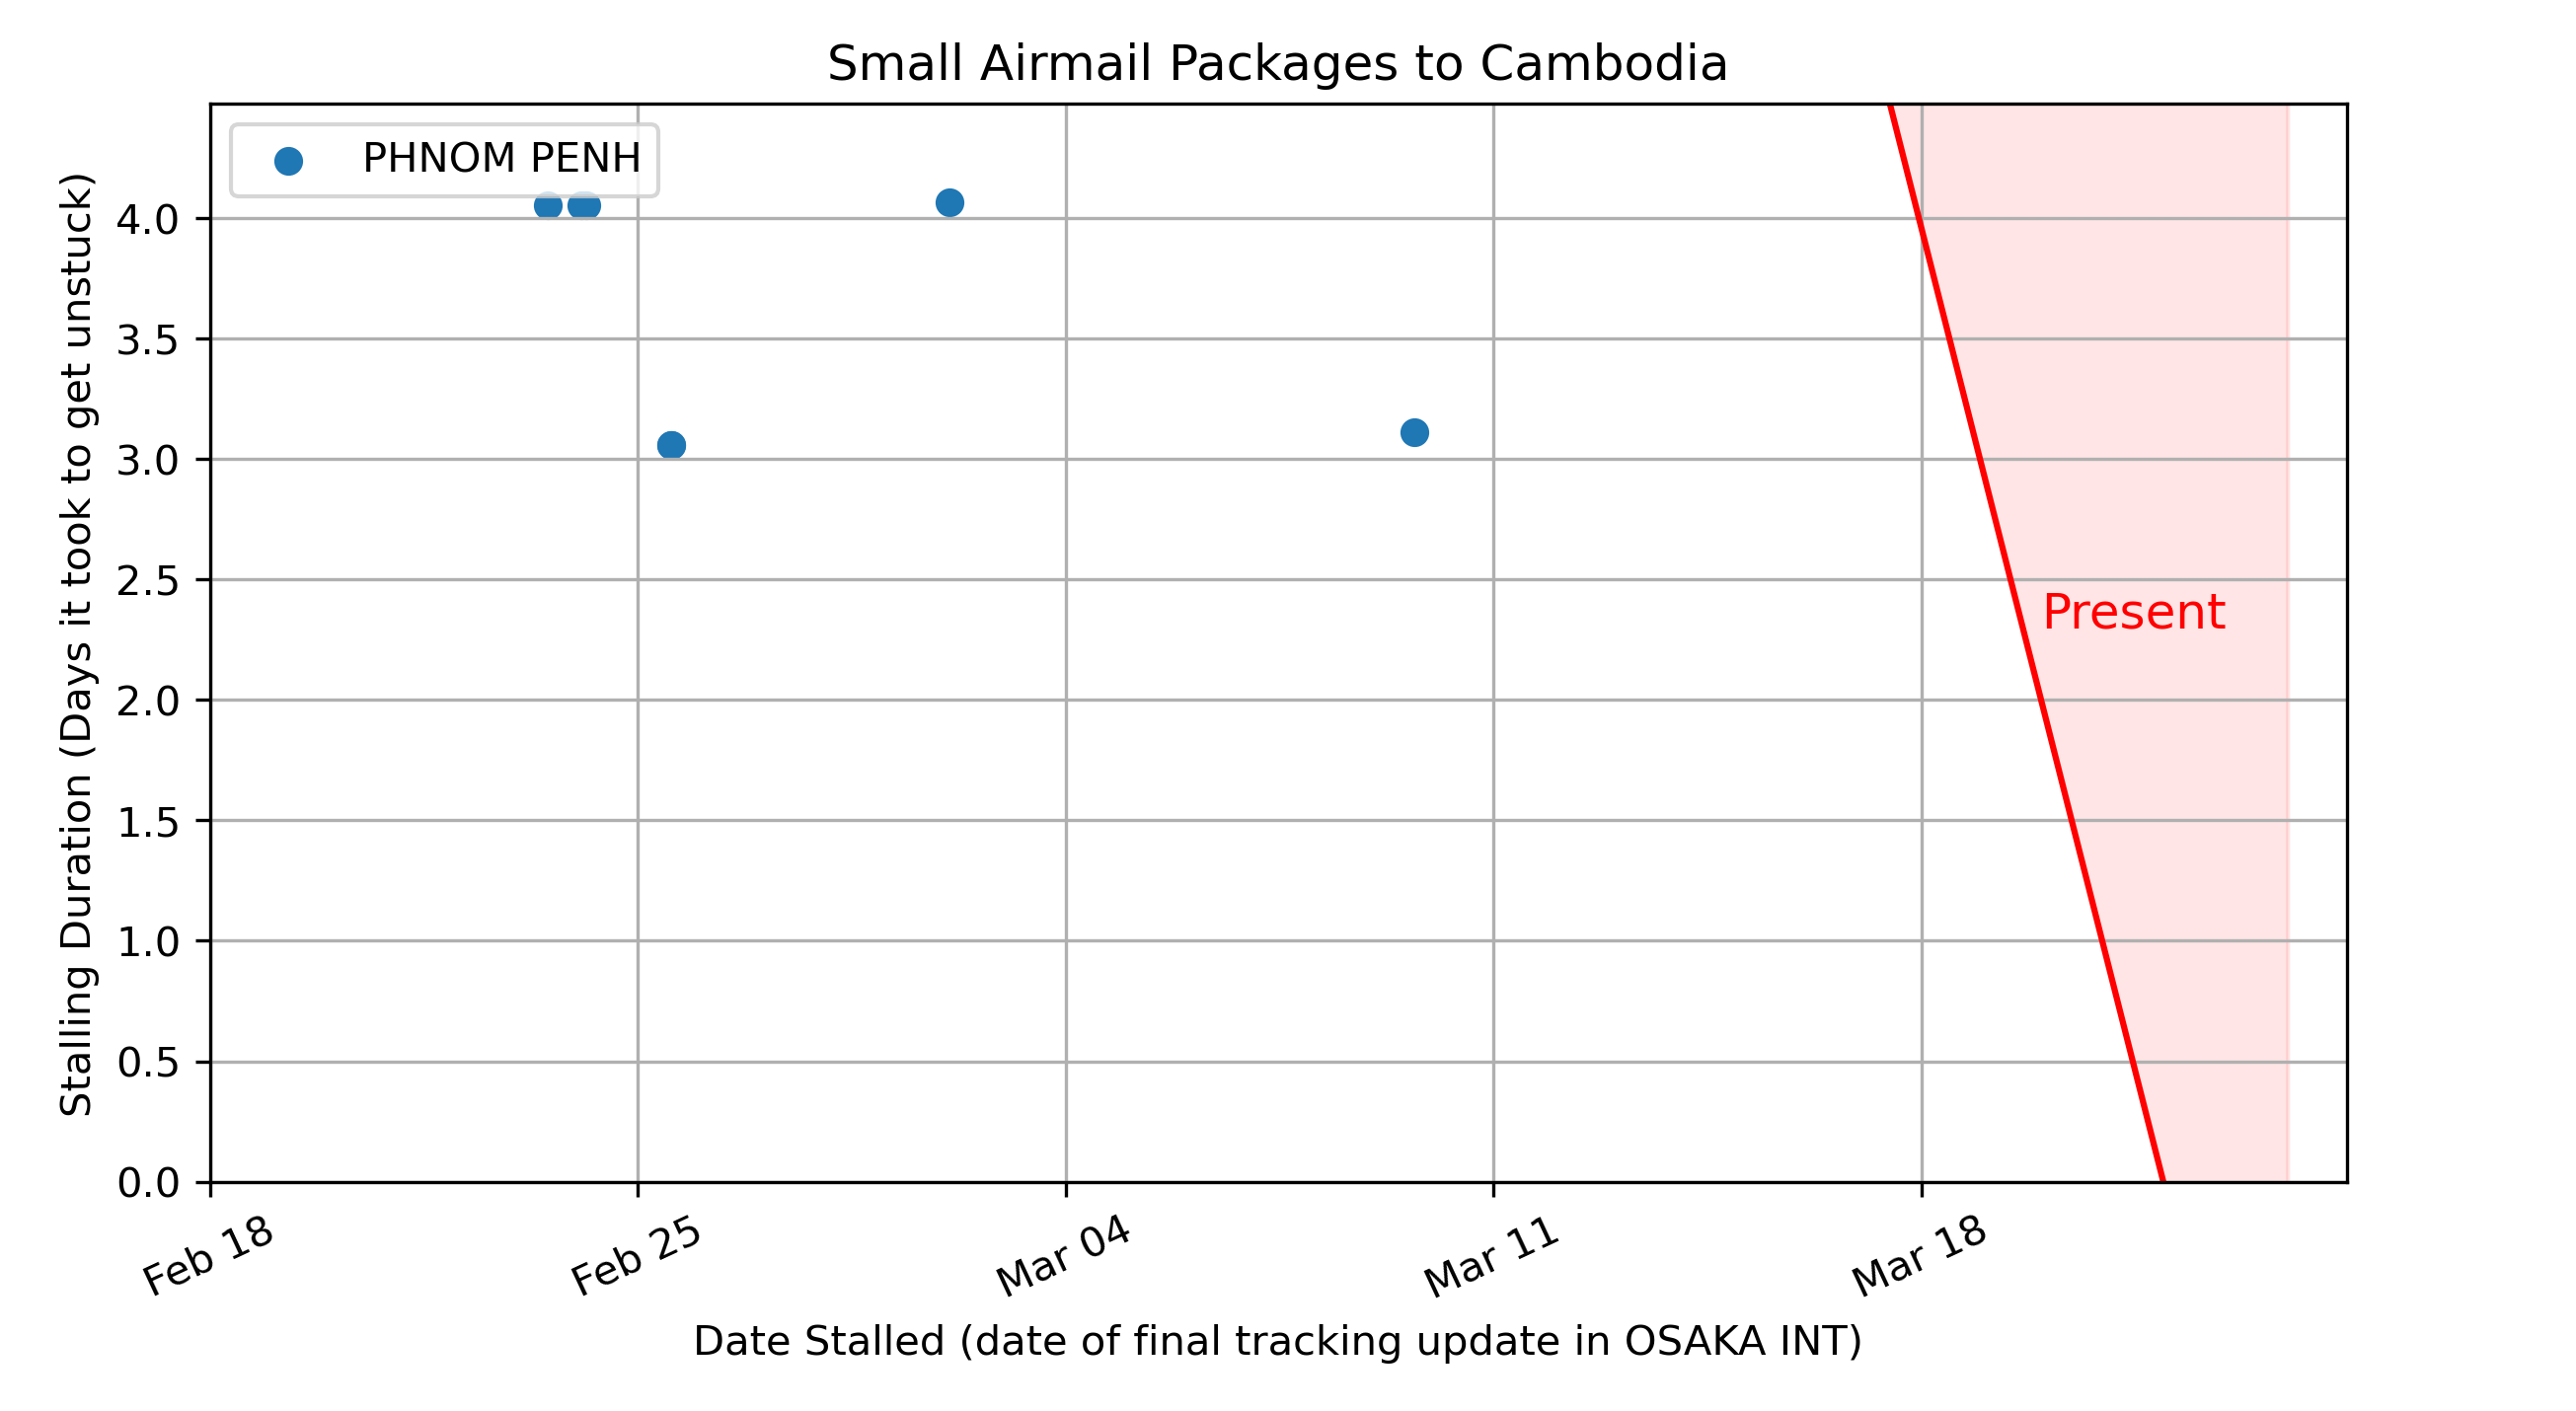 Small Airmail Packages to Cambodia
PHNOM PENH
Stalling Duration (Days it took to get unstuck)
4.0
3.5
3.0
2.5
2.0
1.5
1.0
0.5
0.0
Present
Feb 18
Feb 25
Mar 04
Mar 11
Mar 18
Date Stalled (date of final tracking update in OSAKA INT)